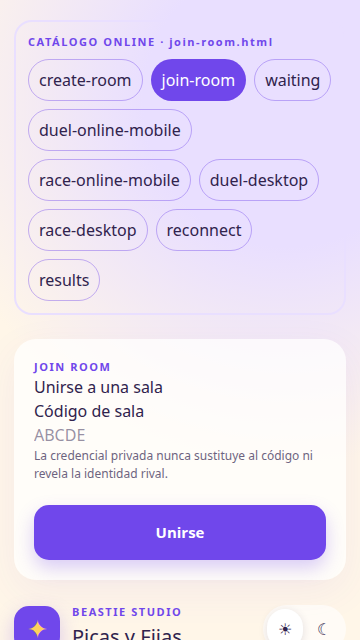 CATÁLOGO ONLINE · join-room.html
create-room join-room waiting
duel-online-mobile
race-online-mobile duel-desktop
race-desktop reconnect
results
JOIN ROOM
Unirse a una sala
Código de sala
ABCDE
La credencial privada nunca sustituye al código ni
revela la identidad rival.
Unirse
BEASTIE STUDIO
Picas y Fijas